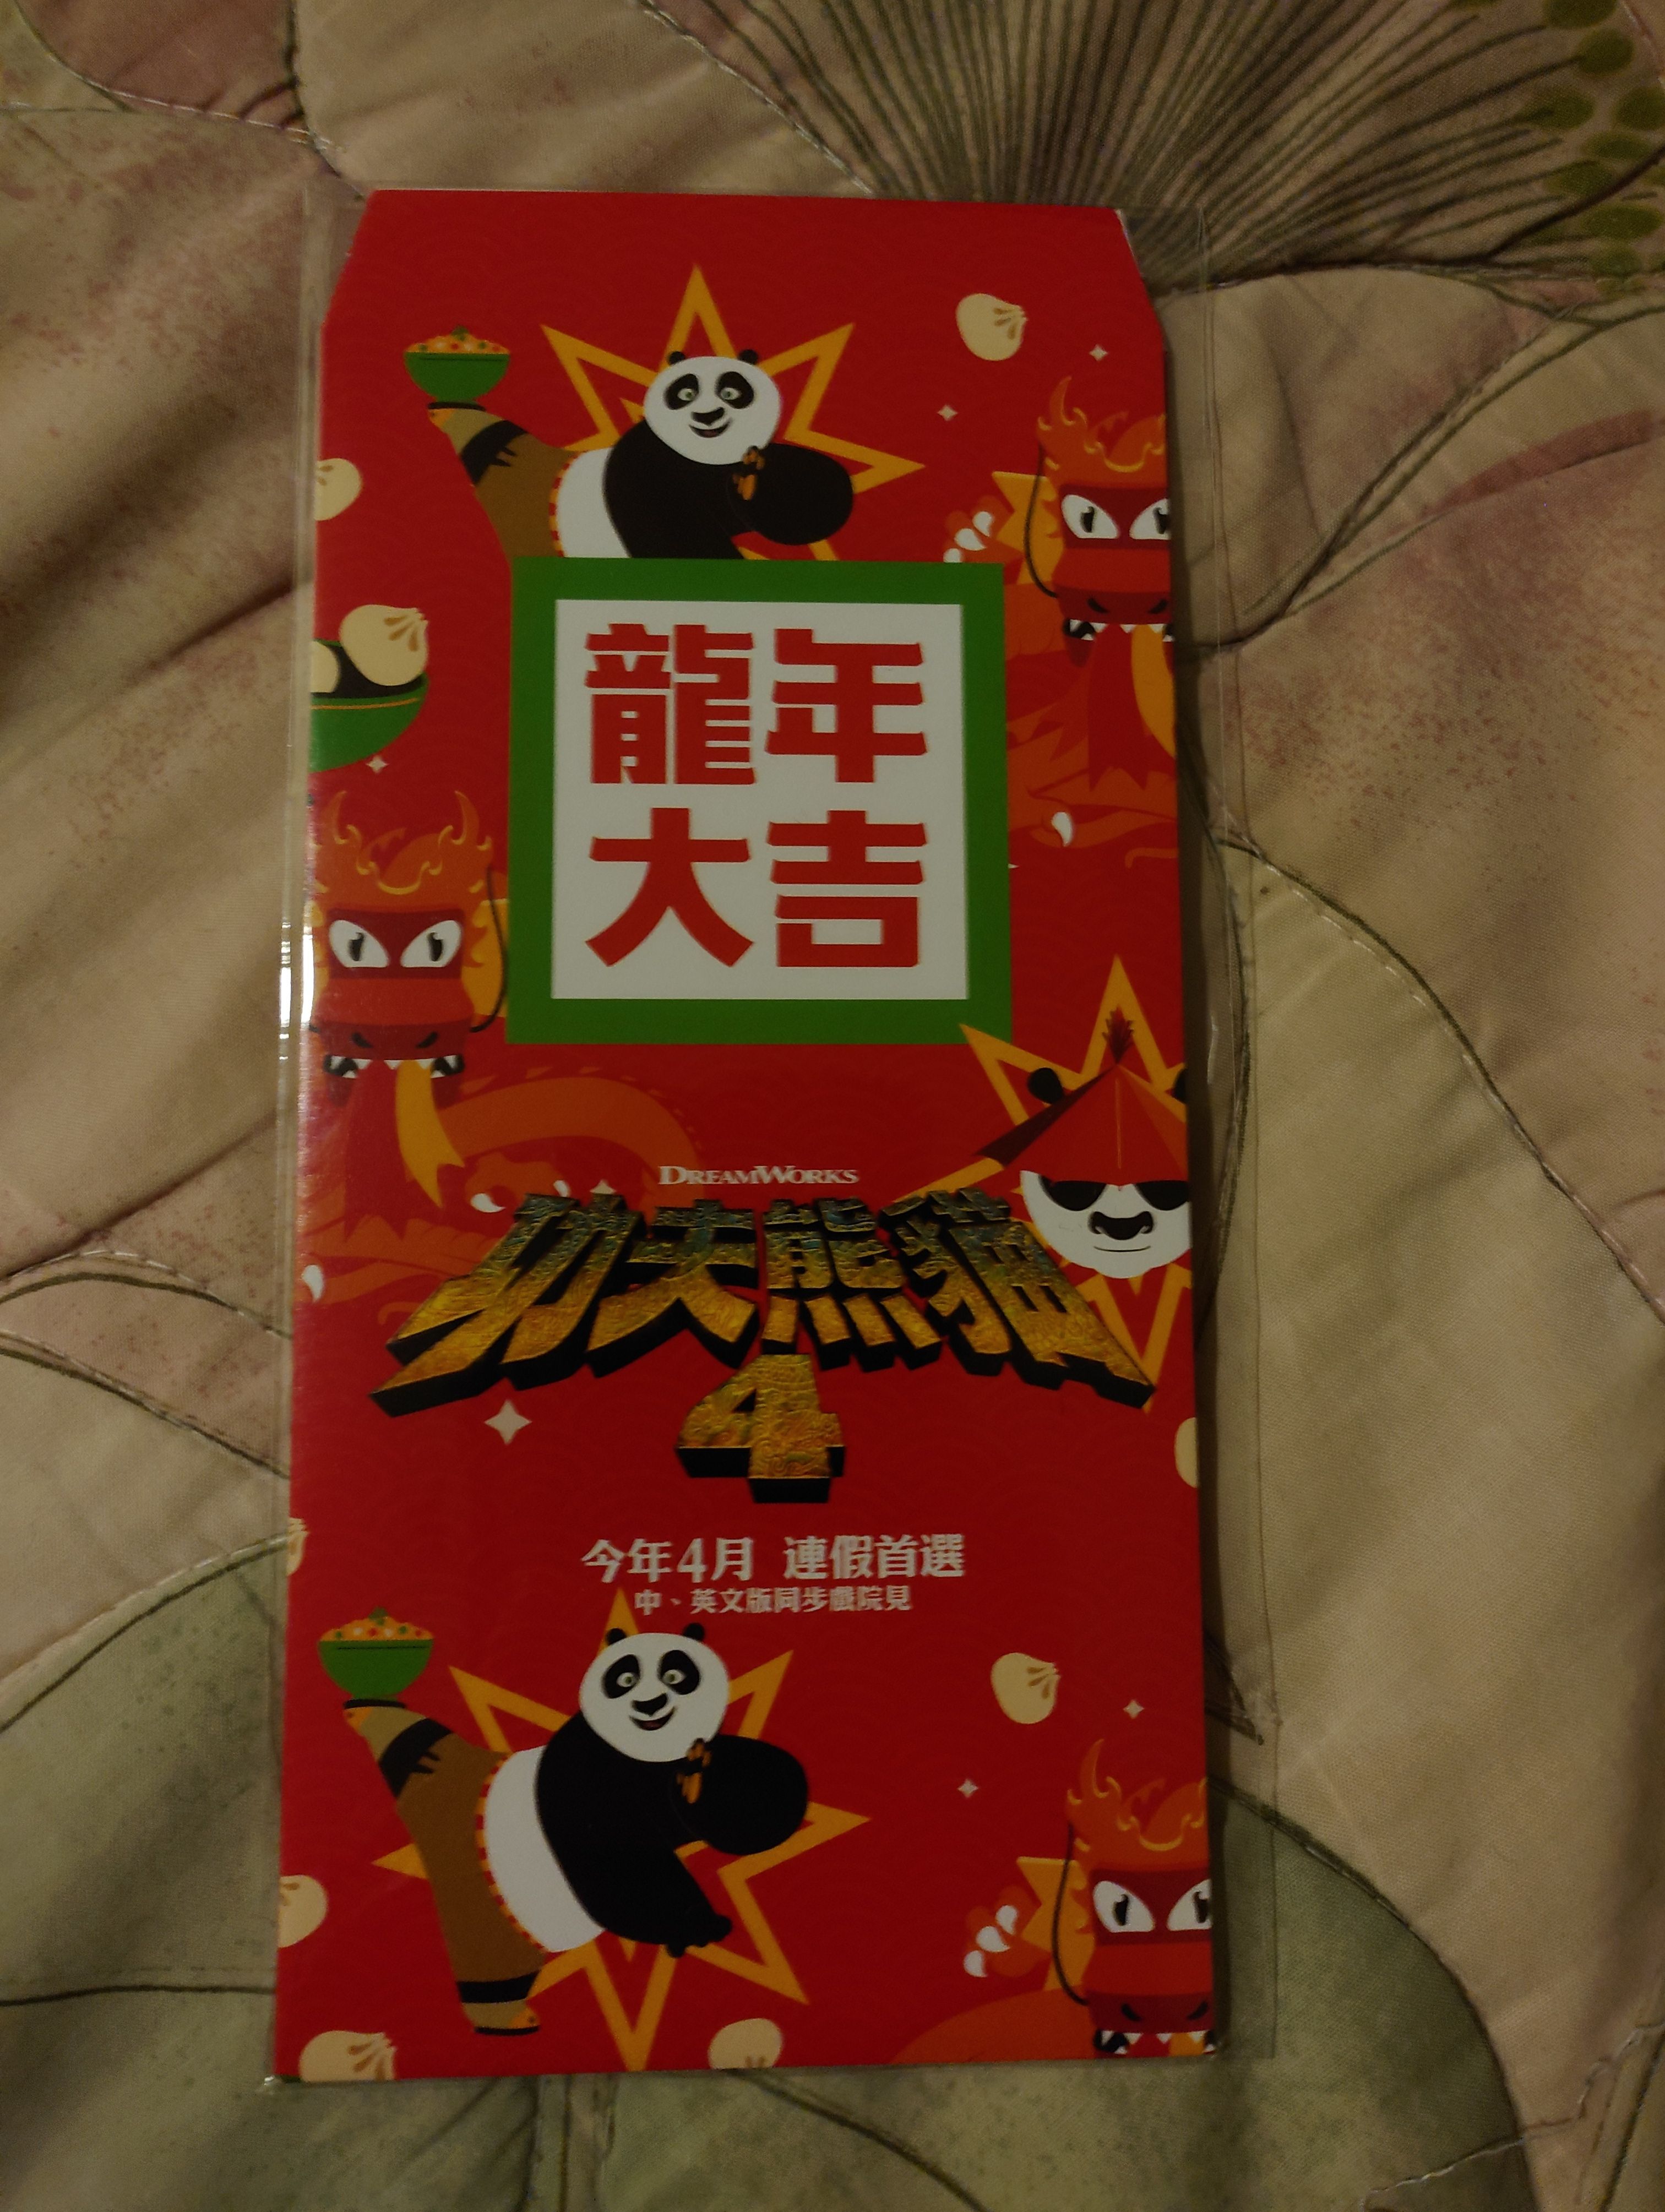 龍年
大吉
DREAMWORKS
功夫熊貓
4
今年4月 連假首選
中、英文版同步戲院見